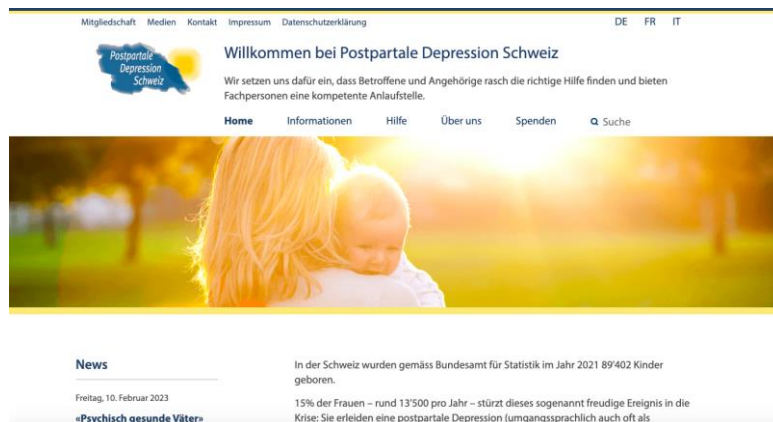 Mitgliedschaft Medien Kontakt Impressum Datenschutzerklärung DE FR IT
Postpartale
Depression
Schweiz
Willkommen bei Postpartale Depression Schweiz
Wir setzen uns dafür ein, dass Betroffene und Angehörige rasch die richtige Hilfe finden und bieten
Fachpersonen eine kompetente Anlaufstelle.
Home Informationen Hilfe Über uns Spenden Suche
News
Freitag, 10. Februar 2023
«Psychisch gesunde Väter»
In der Schweiz wurden gemäss Bundesamt für Statistik im Jahr 2021 89'402 Kinder
geboren.
15% der Frauen – rund 13'500 pro Jahr – stürzt dieses sogenannt freudige Ereignis in die
Krise: Sie erleiden eine postpartale Depression (umgangssprachlich auch oft als